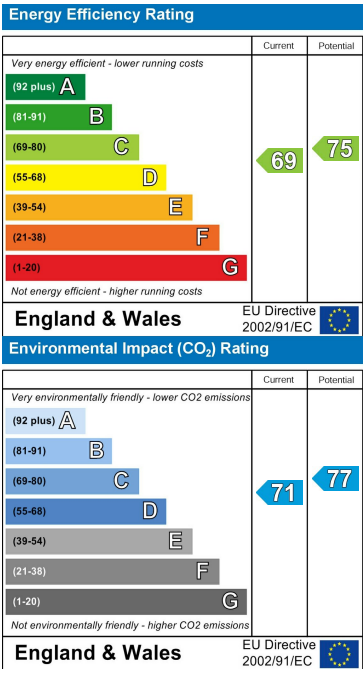 Energy Efficiency Rating
Current Potential
Very energy efficient - lower running costs
(92 plus) A
(81-91) B
(69-80) C
(55-68) D
(39-54) E
(21-38) F
(1-20) G
69 75
Not energy efficient - higher running costs
England & Wales
EU Directive
2002/91/EC
Environmental Impact (CO₂) Rating
Current Potential
Very environmentally friendly - lower CO2 emissions
(92 plus) A
(81-91) B
(69-80) C
(55-68) D
(39-54) E
(21-38) F
(1-20) G
71 77
Not environmentally friendly - higher CO2 emissions
England & Wales
EU Directive
2002/91/EC